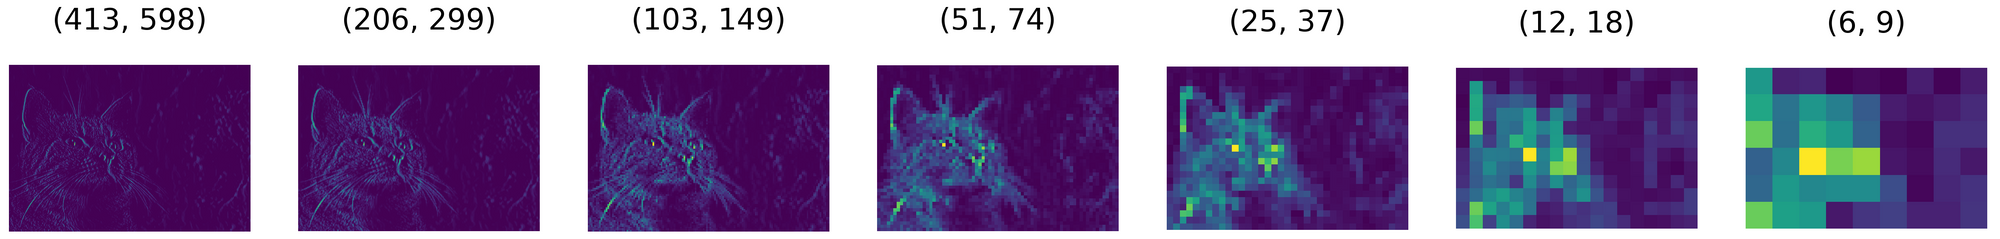 (413, 598) (206, 299) (103, 149) (51, 74) (25, 37) (12, 18) (6, 9)